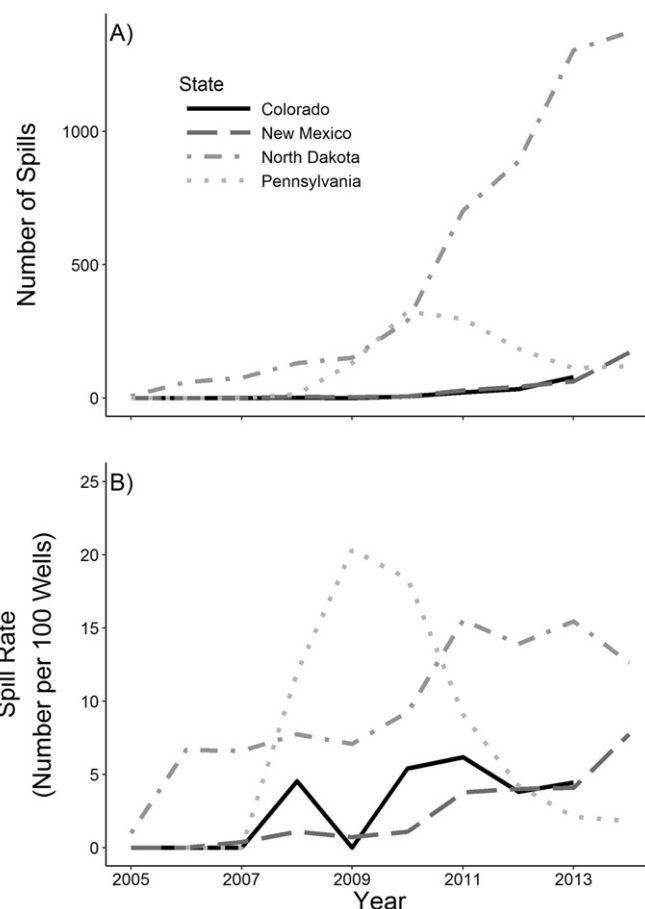 A)
State
Colorado
New Mexico
North Dakota
Pennsylvania
Number of Spills
1000
500
0
B)
Spill Rate
(Number per 100 Wells)
25
20
15
10
5
0
2005 2007 2009 2011 2013
Year